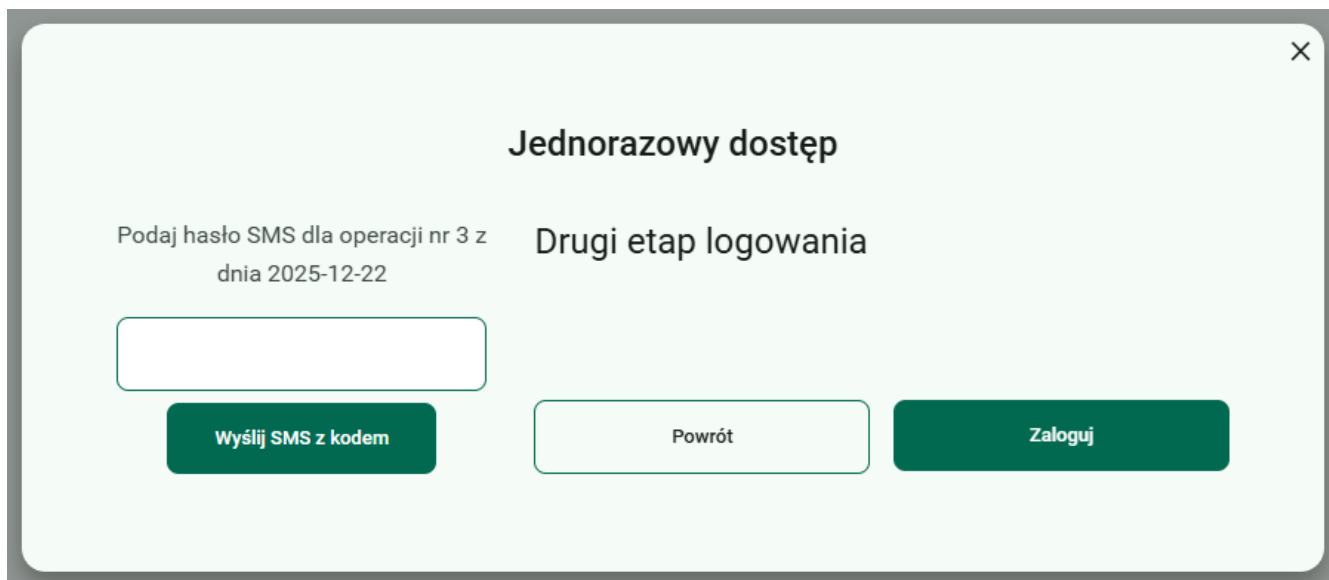 Jednorazowy dostęp
Podaj hasło SMS dla operacji nr 3 z
dnia 2025-12-22
Wyślij SMS z kodem
Drugi etap logowania
Powrót
Zaloguj